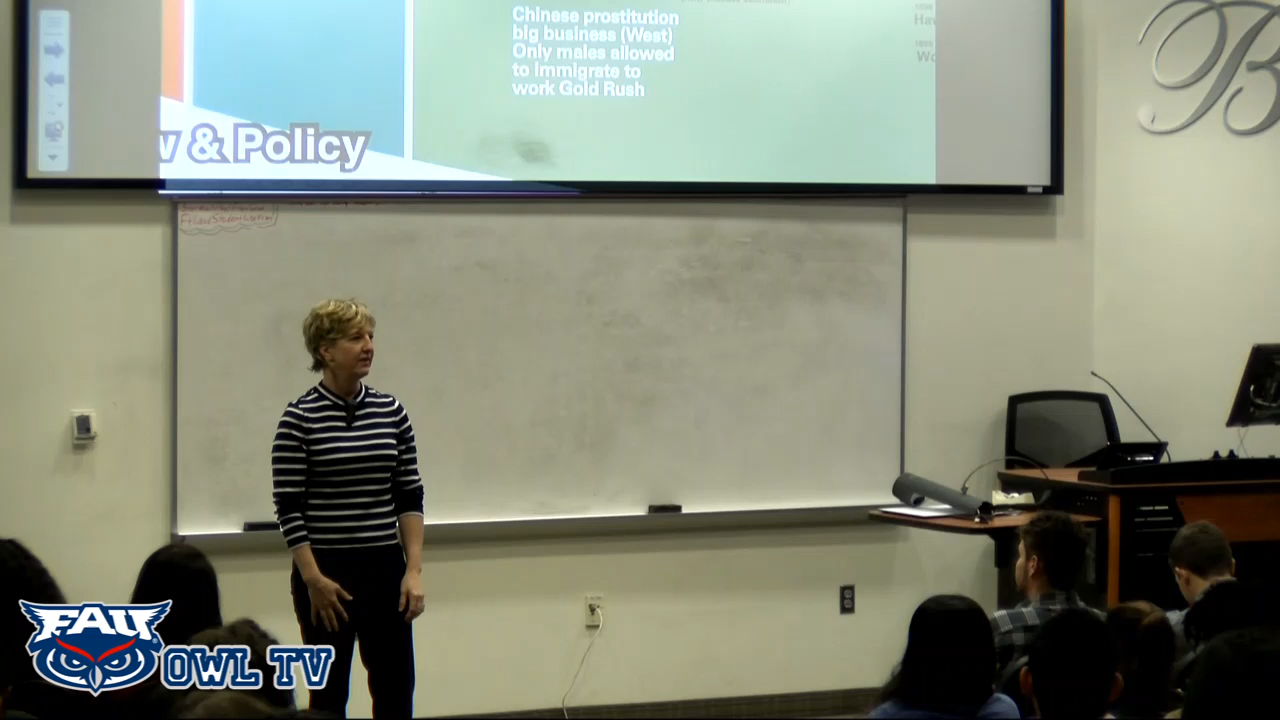 Chinese prostitution
big business (West)
Only males allowed
to immigrate to
work Gold Rush
& Policy
B
FAU
OWL TV